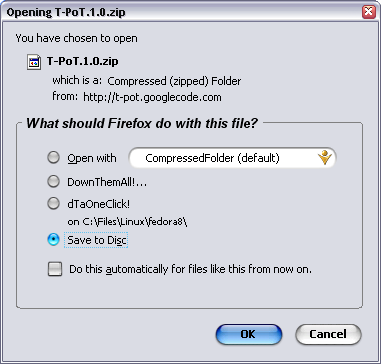 Opening T-PoT.1.0.zip
You have chosen to open
T-PoT.1.0.zip
which is a: Compressed (zipped) Folder
from: http://t-pot.googlecode.com
What should Firefox do with this file?
Open with CompressedFolder (default)
DownThemAll!...
dTaOneClick!
on C:\Files\Linux\fedora8\
Save to Disc
Do this automatically for files like this from now on.
OK Cancel